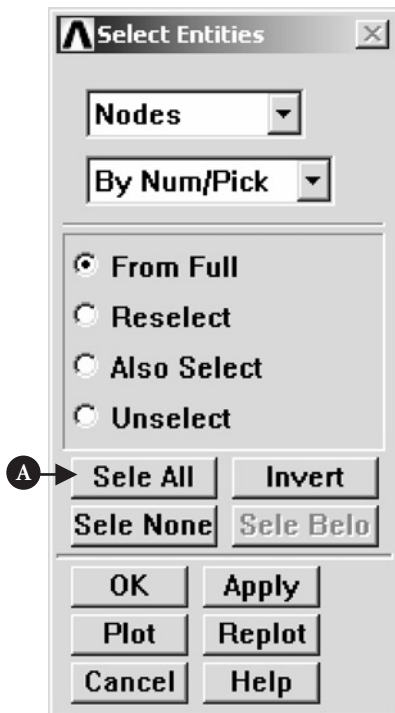 Select Entities
Nodes
By Num/Pick
From Full
Reselect
Also Select
Unselect
A Sele All Invert
Sele None Sele Belo
OK Apply
Plot Replot
Cancel Help